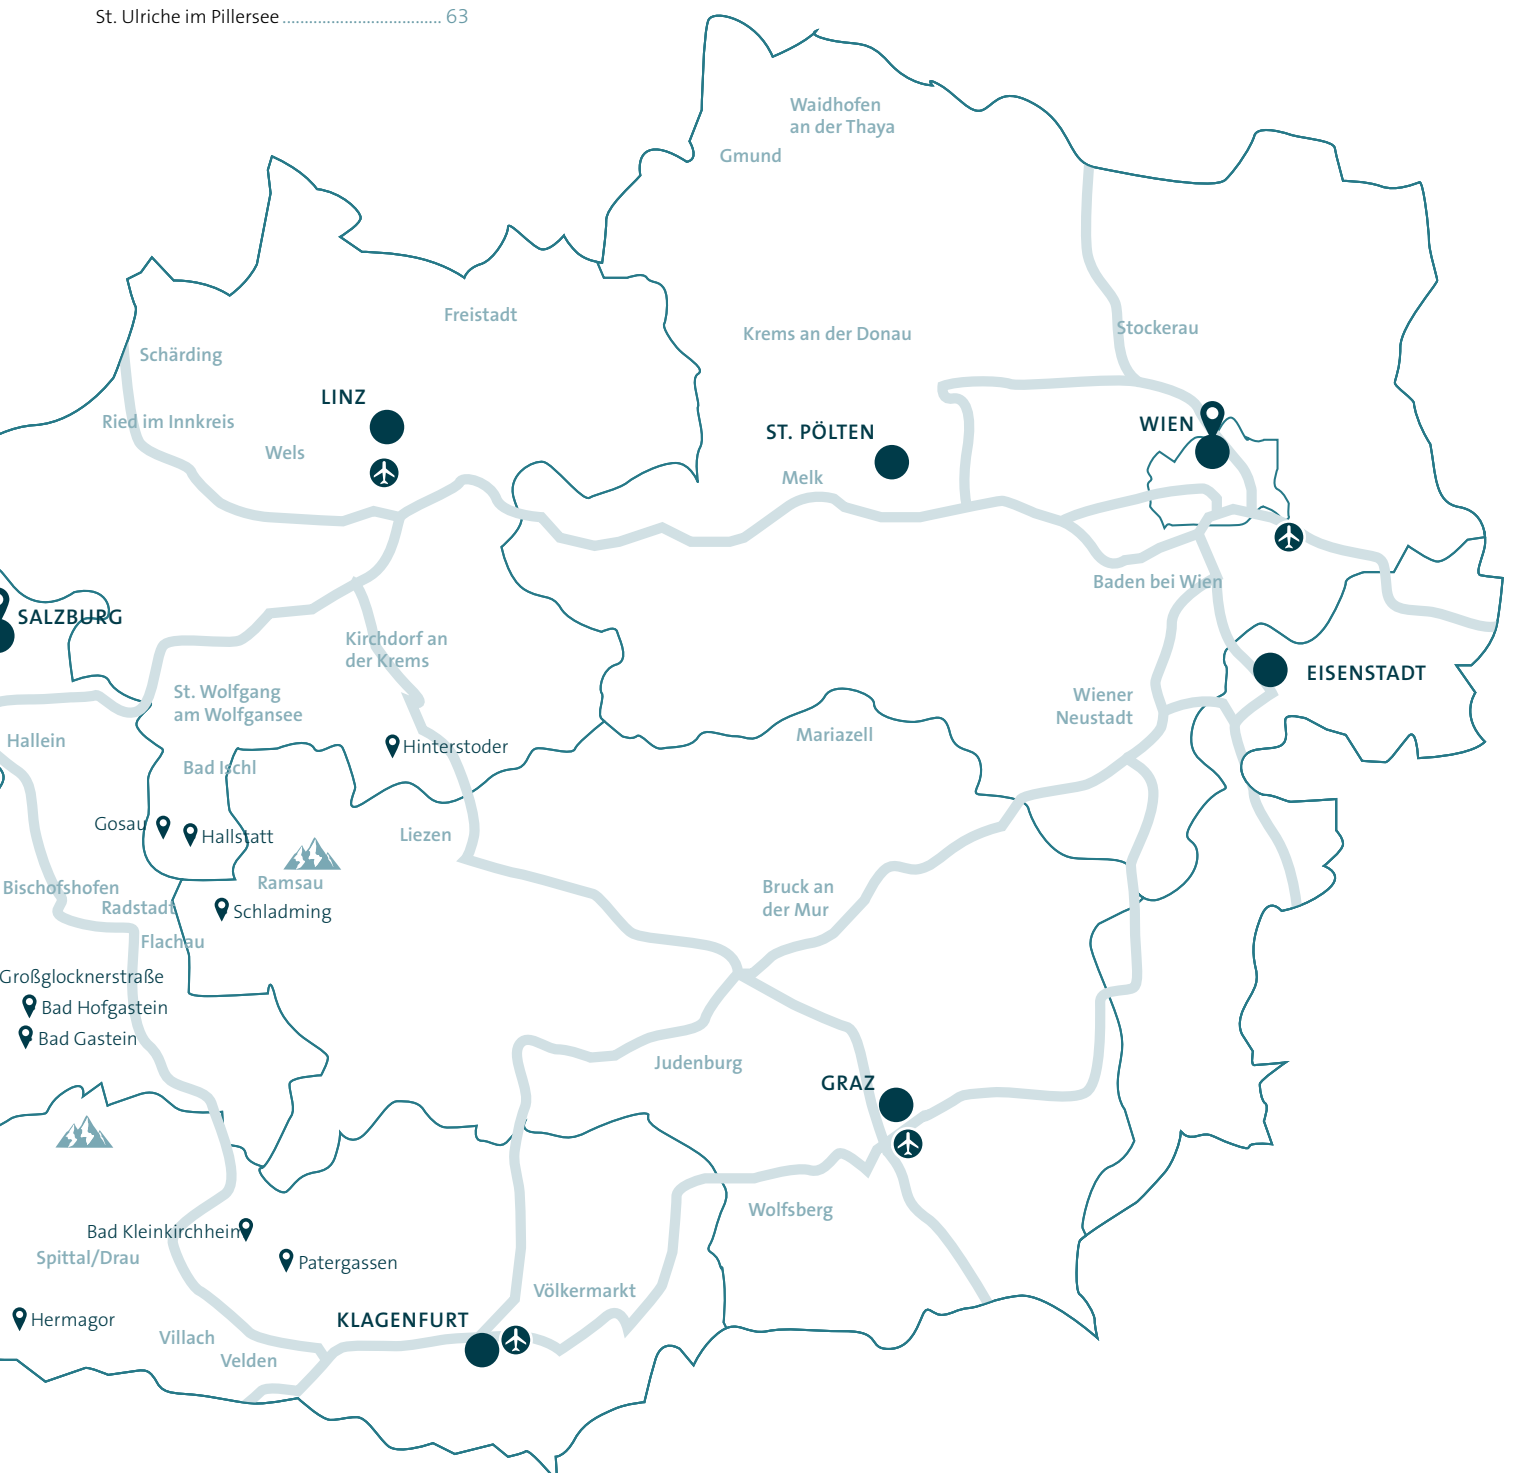 St. Ulriche im Pillersee ................................... 63
Waidhofen
an der Thaya
Gmund
Freistadt
Krems an der Donau
Stockerau
Schärding
LINZ
Ried im Innkreis
WIEN
ST. PÖLTEN
Wels
Melk
Baden bei Wien
SALZBURG
Kirchdorf an
der Krems
EISENSTADT
St. Wolfgang
am Wolfgansee
Wiener
Neustadt
Hallein
Mariazell
Hinterstoder
Bad Ischl
Gosau
Hallstatt
Liezen
Ramsau
Bischofshofen
Bruck an
der Mur
Radstadt
Schladming
Flachau
Großglocknerstraße
Bad Hofgastein
Bad Gastein
Judenburg
GRAZ
Wolfsberg
Bad Kleinkirchhein
Spittal/Drau
Patergassen
Völkermarkt
Hermagor
KLAGENFURT
Villach
Velden